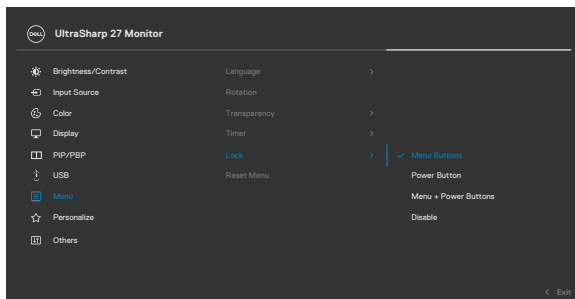 DELL UltraSharp 27 Monitor
Brightness/Contrast Language
Input Source Rotation
Color Transparency
Display Timer
PIP/PBP Lock Menu Buttons
USB Reset Menu Power Button
Menu Menu + Power Buttons
Personalize Disable
Others
Exit